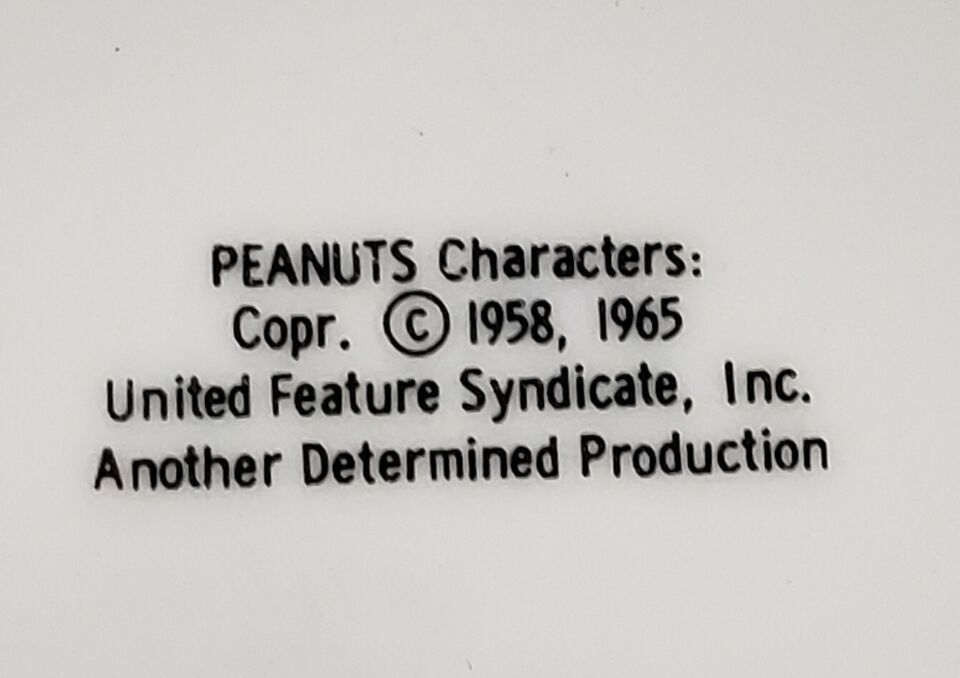 PEANUTS Characters:
Copr. © 1958, 1965
United Feature Syndicate, Inc.
Another Determined Production